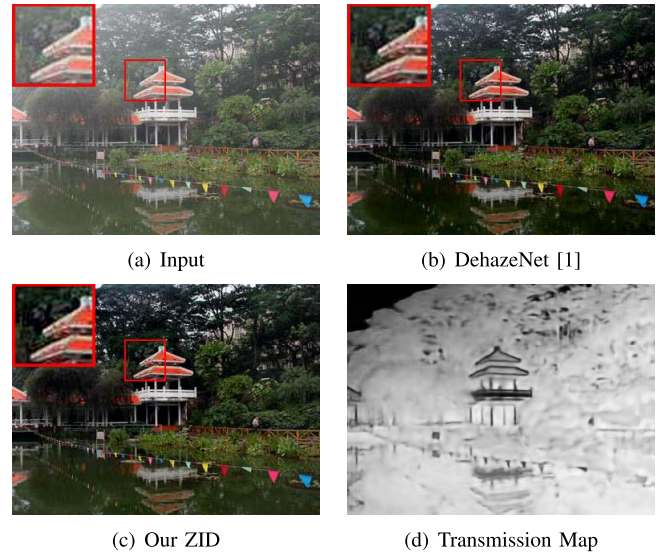 (a) Input
(b) DehazeNet [1]
(c) Our ZID
(d) Transmission Map